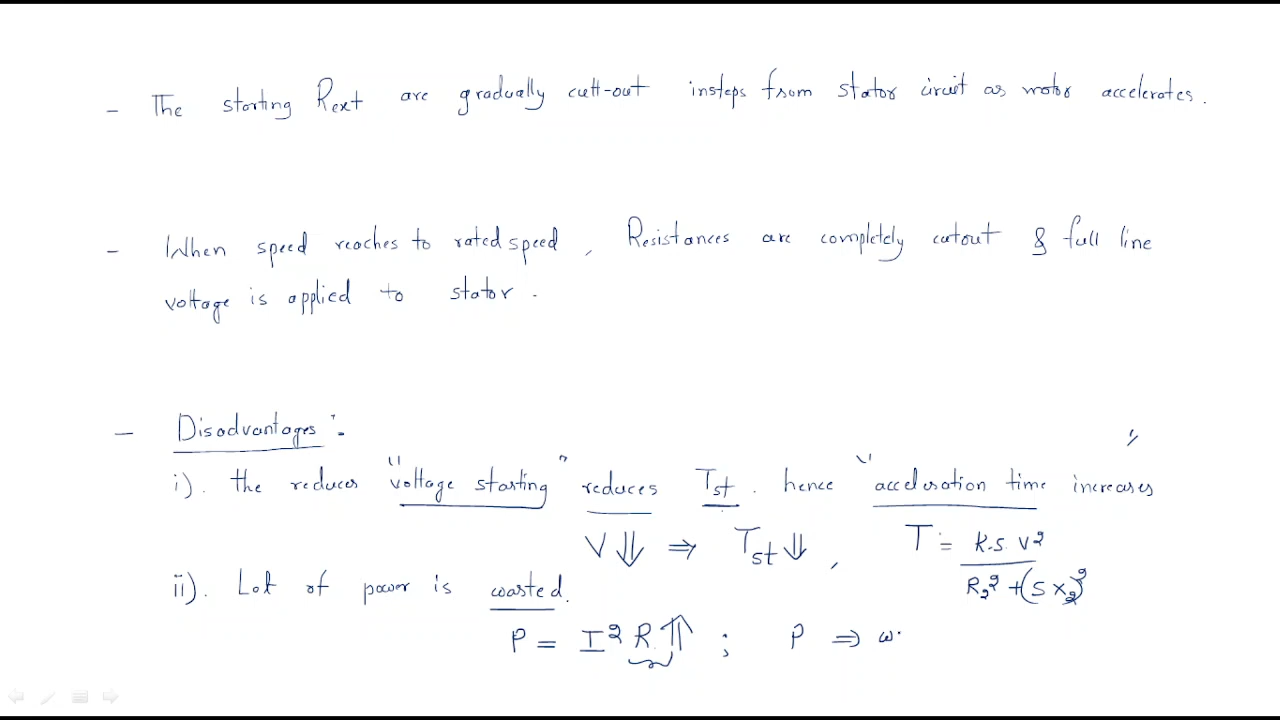 - The starting Rext are gradually cutt-out insteps from stator circuit as motor accelerates.
- When speed reaches to rated speed, Resistances are completely cutout & full line
voltage is applied to stator.
- Disadvantages :-
i). the reduces "voltage starting" reduces Tst. hence "acceleration time increases"
V⇓ ⇒ Tst⇓, T = K.S. V² / R₂² + (S X₂)²
ii). Lot of power is wasted.
P = I² R⇑ ; P ⇒ w.